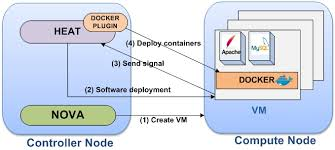 DOCKER
PLUGIN
HEAT
(4) Deploy containers
(3) Send signal
(2) Software deployment
NOVA
(1) Create VM
Controller Node
Apache
MySQL
DOCKER
VM
Compute Node